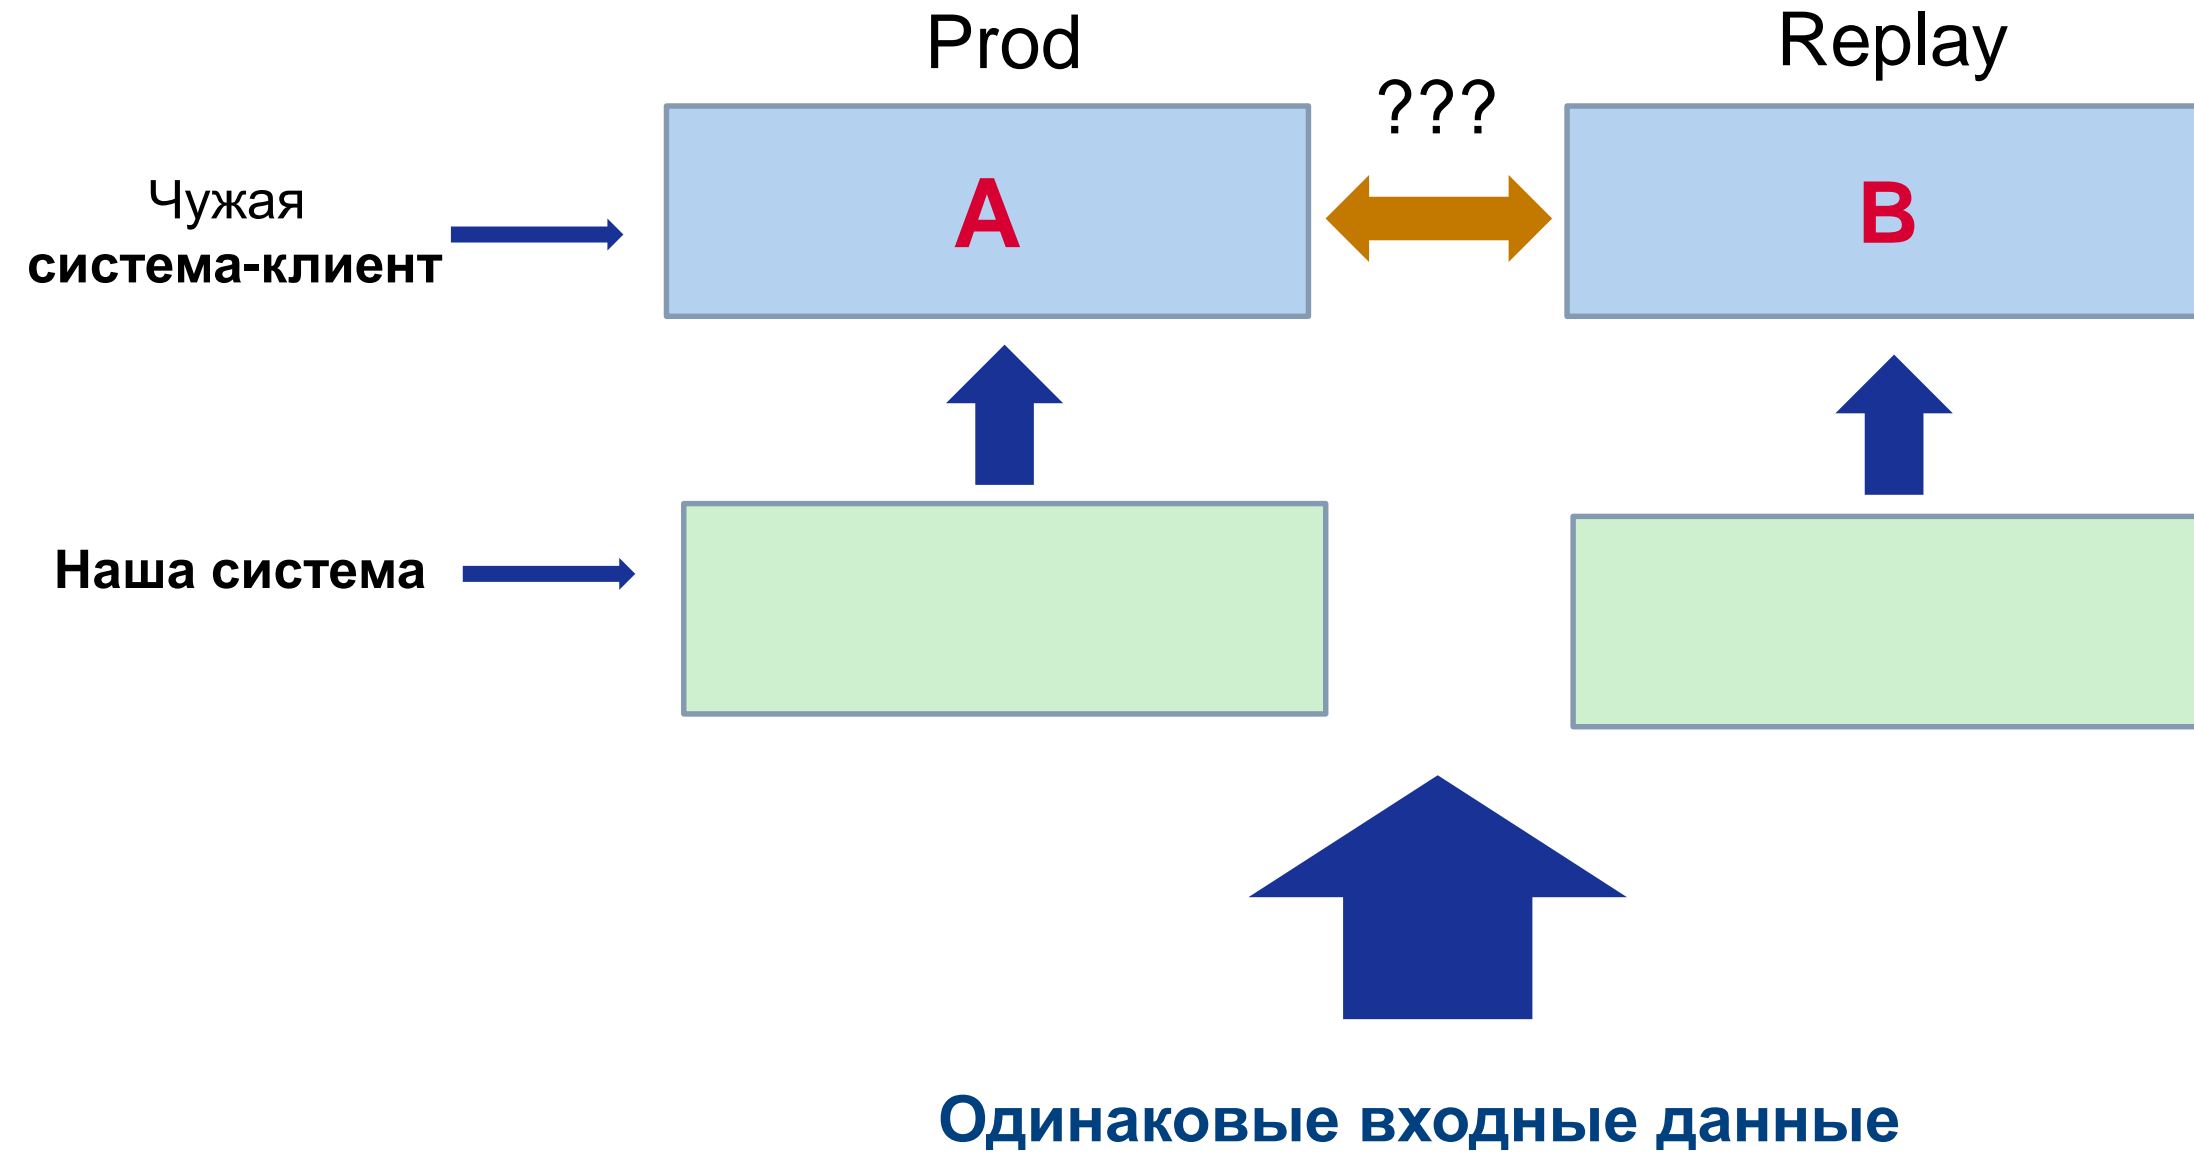 Prod
Replay
???
A
B
Чужая
система-клиент
Наша система
Одинаковые входные данные